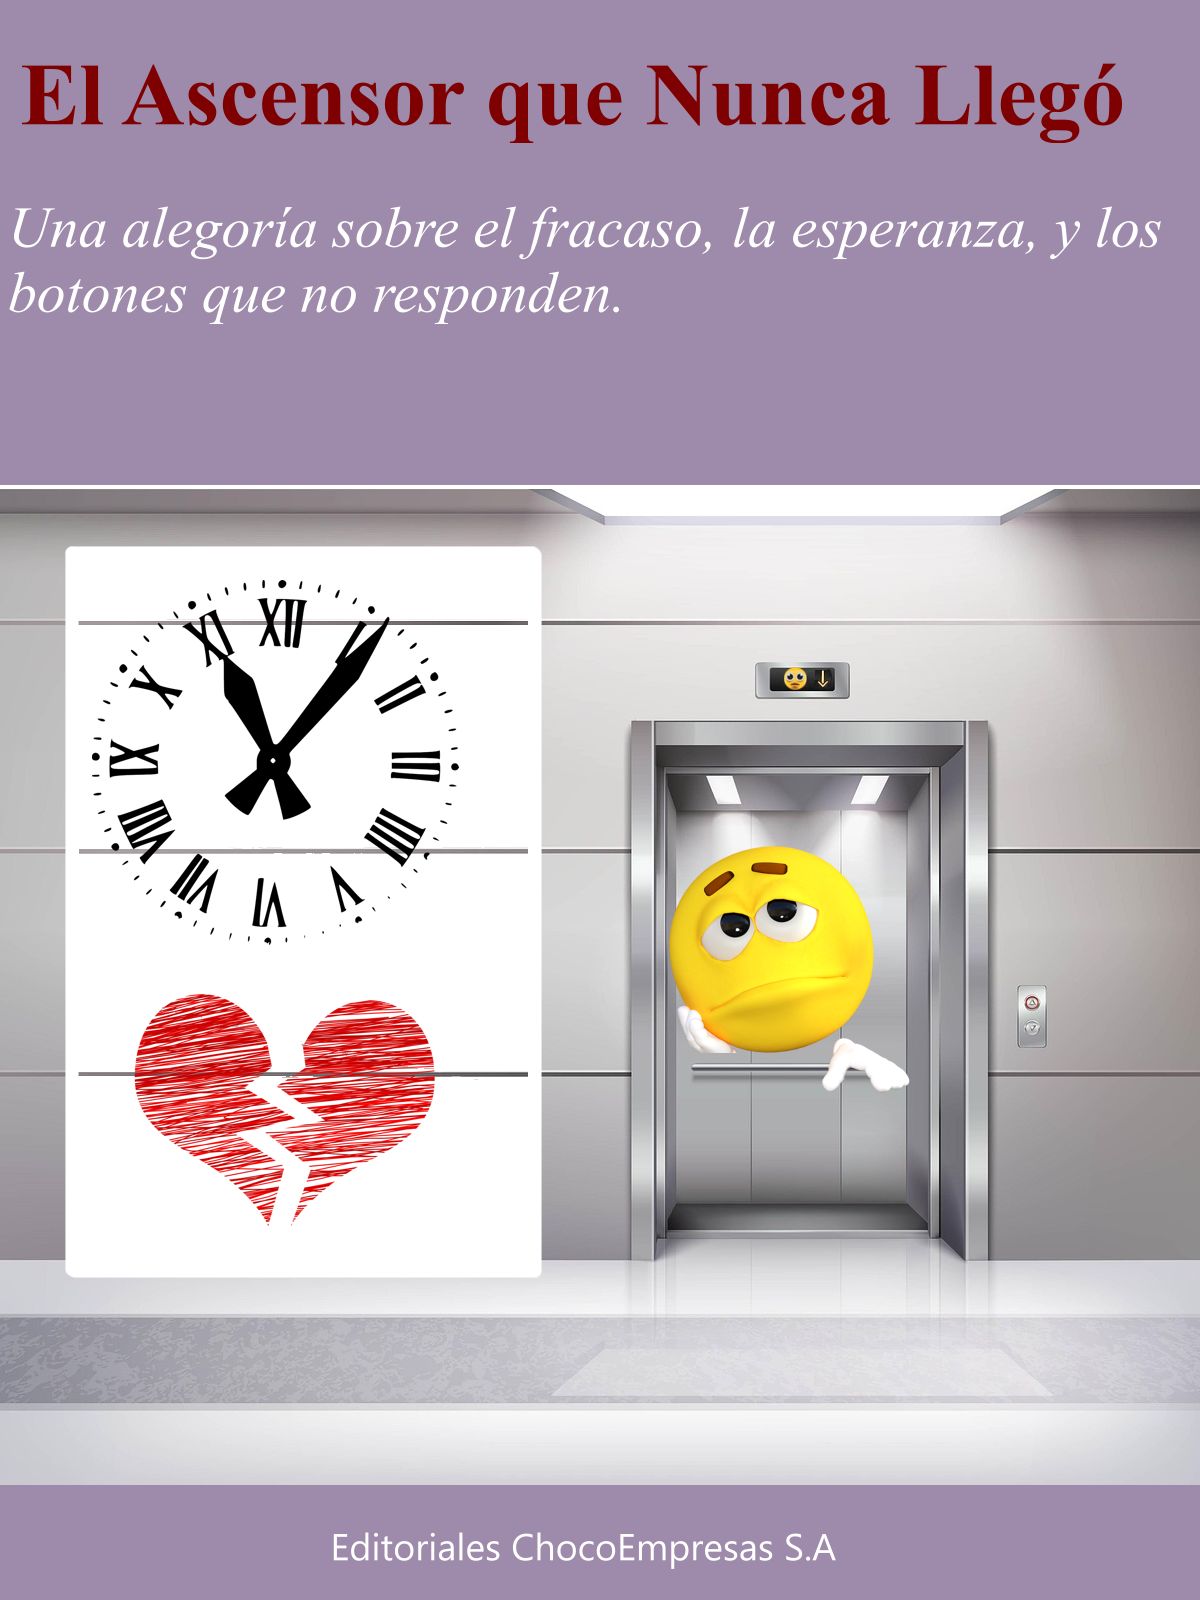 El Ascensor que Nunca Llegó
Una alegoría sobre el fracaso, la esperanza, y los
botones que no responden.
XII
I
II
III
IIII
V
VI
VII
VIII
IX
X
XI
Editoriales ChocoEmpresas S.A